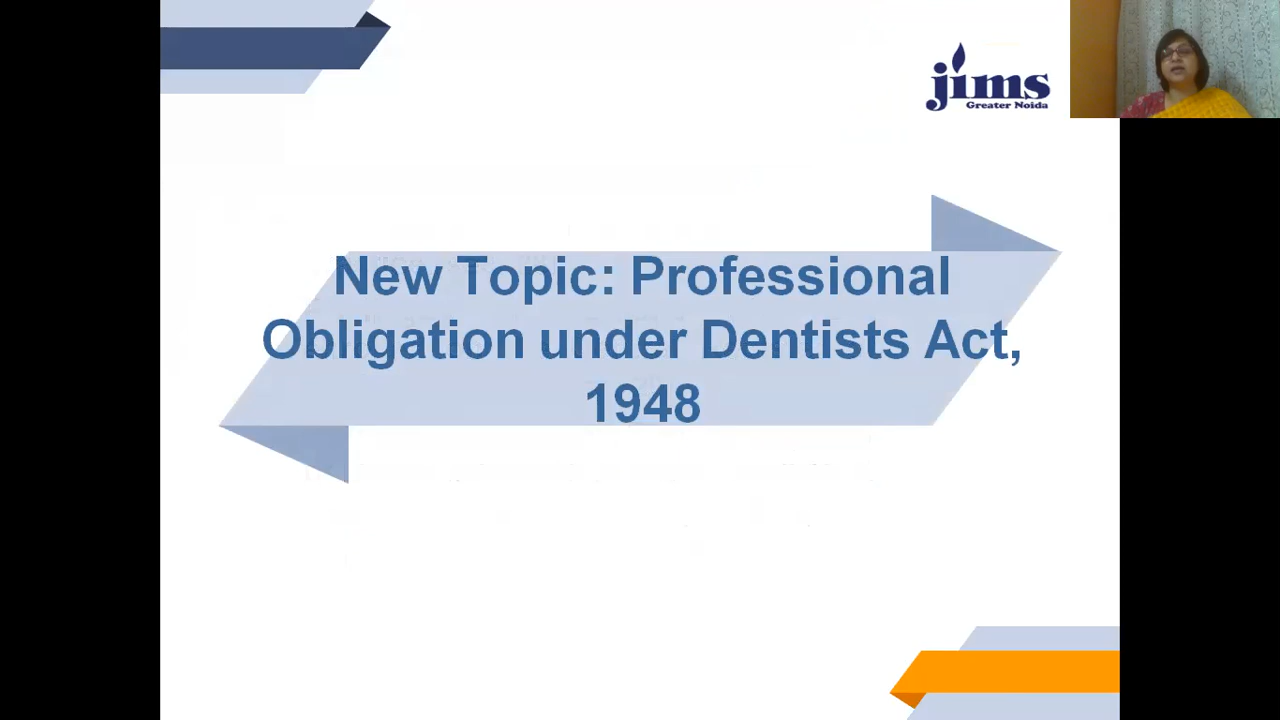 jims
Greater Noida
New Topic: Professional
Obligation under Dentists Act,
1948